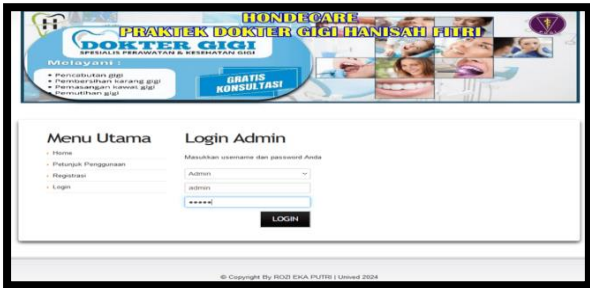 HONDECARE
PRAKTEK DOKTER GIGI HANISAH FITRI
H
DOKTER GIGI
SPESIALIS PERAWATAN & KESEHATAN GIGI
Melayani :
• Pencabutan gigi
• Pembersihan karang gigi
• Pemasangan kawat gigi
• Pemutihan gigi
GRATIS
KONSULTASI
Menu Utama
Home
Petunjuk Penggunaan
Registrasi
Login
Login Admin
Masukkan username dan password Anda
Admin
admin
•••••
LOGIN
© Copyright By ROZI EKA PUTRI | Unived 2024